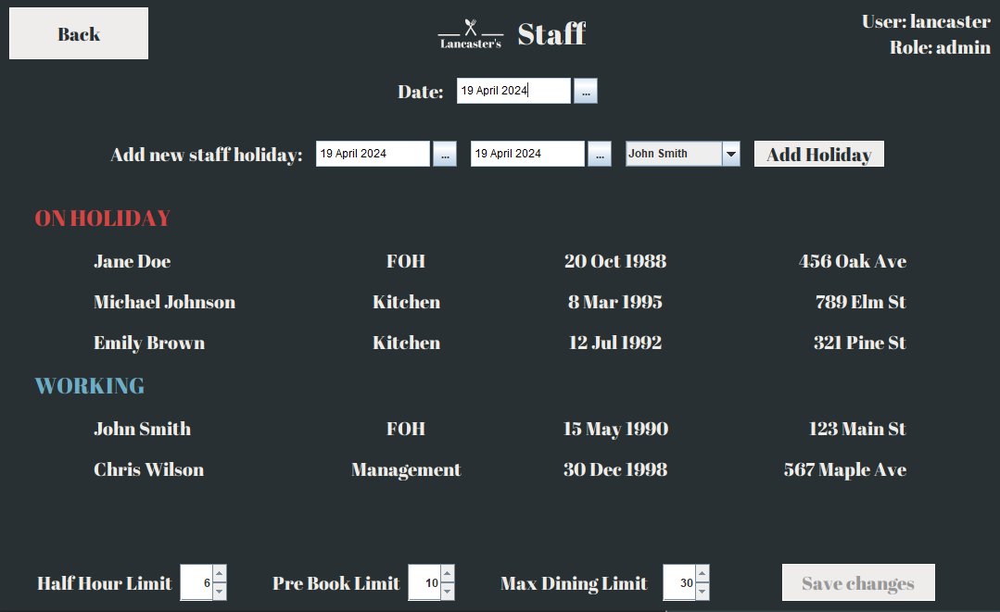 Back
Lancaster's
Staff
User: lancaster
Role: admin
Date: 19 April 2024 ...
Add new staff holiday: 19 April 2024 ... 19 April 2024 ... John Smith Add Holiday
ON HOLIDAY
Jane Doe FOH 20 Oct 1988 456 Oak Ave
Michael Johnson Kitchen 8 Mar 1995 789 Elm St
Emily Brown Kitchen 12 Jul 1992 321 Pine St
WORKING
John Smith FOH 15 May 1990 123 Main St
Chris Wilson Management 30 Dec 1998 567 Maple Ave
Half Hour Limit 6 Pre Book Limit 10 Max Dining Limit 30 Save changes